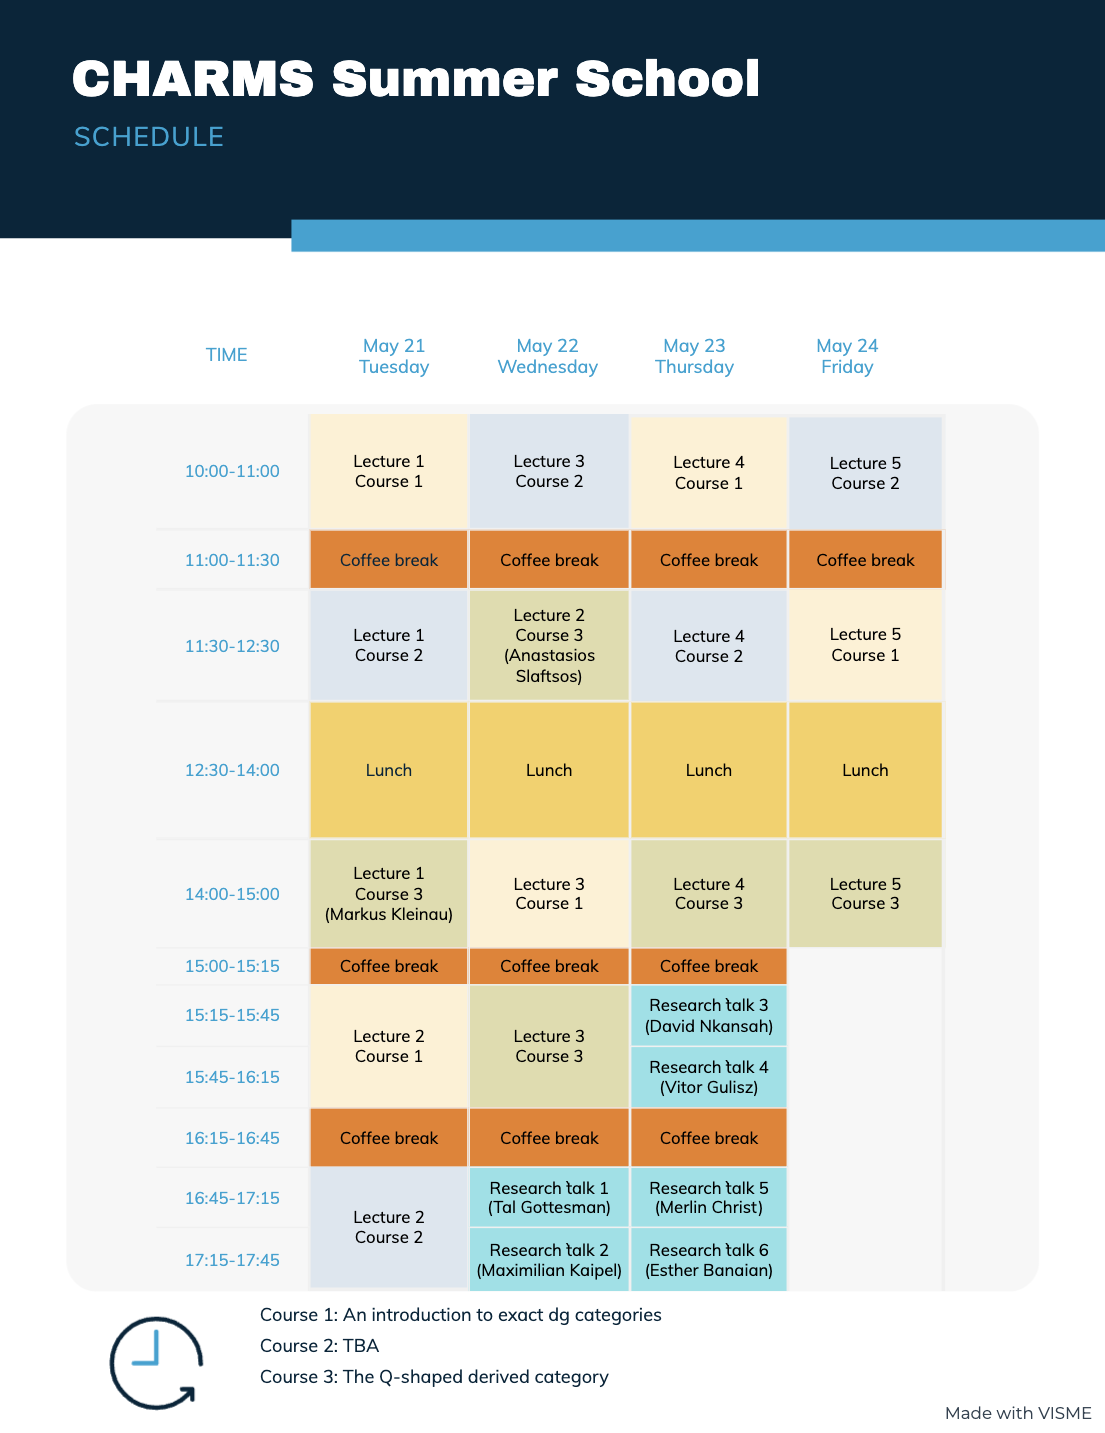 CHARMS Summer School
SCHEDULE
TIME
May 21
Tuesday
May 22
Wednesday
May 23
Thursday
May 24
Friday
10:00-11:00
Lecture 1
Course 1
Lecture 3
Course 2
Lecture 4
Course 1
Lecture 5
Course 2
11:00-11:30
Coffee break
Coffee break
Coffee break
Coffee break
11:30-12:30
Lecture 1
Course 2
Lecture 2
Course 3
(Anastasios
Slaftsos)
Lecture 4
Course 2
Lecture 5
Course 1
12:30-14:00
Lunch
Lunch
Lunch
Lunch
14:00-15:00
Lecture 1
Course 3
(Markus Kleinau)
Lecture 3
Course 1
Lecture 4
Course 3
Lecture 5
Course 3
15:00-15:15
Coffee break
Coffee break
Coffee break
15:15-15:45
Lecture 2
Course 1
Lecture 3
Course 3
Research talk 3
(David Nkansah)
15:45-16:15
Research talk 4
(Vitor Gulisz)
16:15-16:45
Coffee break
Coffee break
Coffee break
16:45-17:15
Lecture 2
Course 2
Research talk 1
(Tal Gottesman)
Research talk 5
(Merlin Christ)
17:15-17:45
Research talk 2
(Maximilian Kaipel)
Research talk 6
(Esther Banaian)
Course 1: An introduction to exact dg categories
Course 2: TBA
Course 3: The Q-shaped derived category
Made with VISME